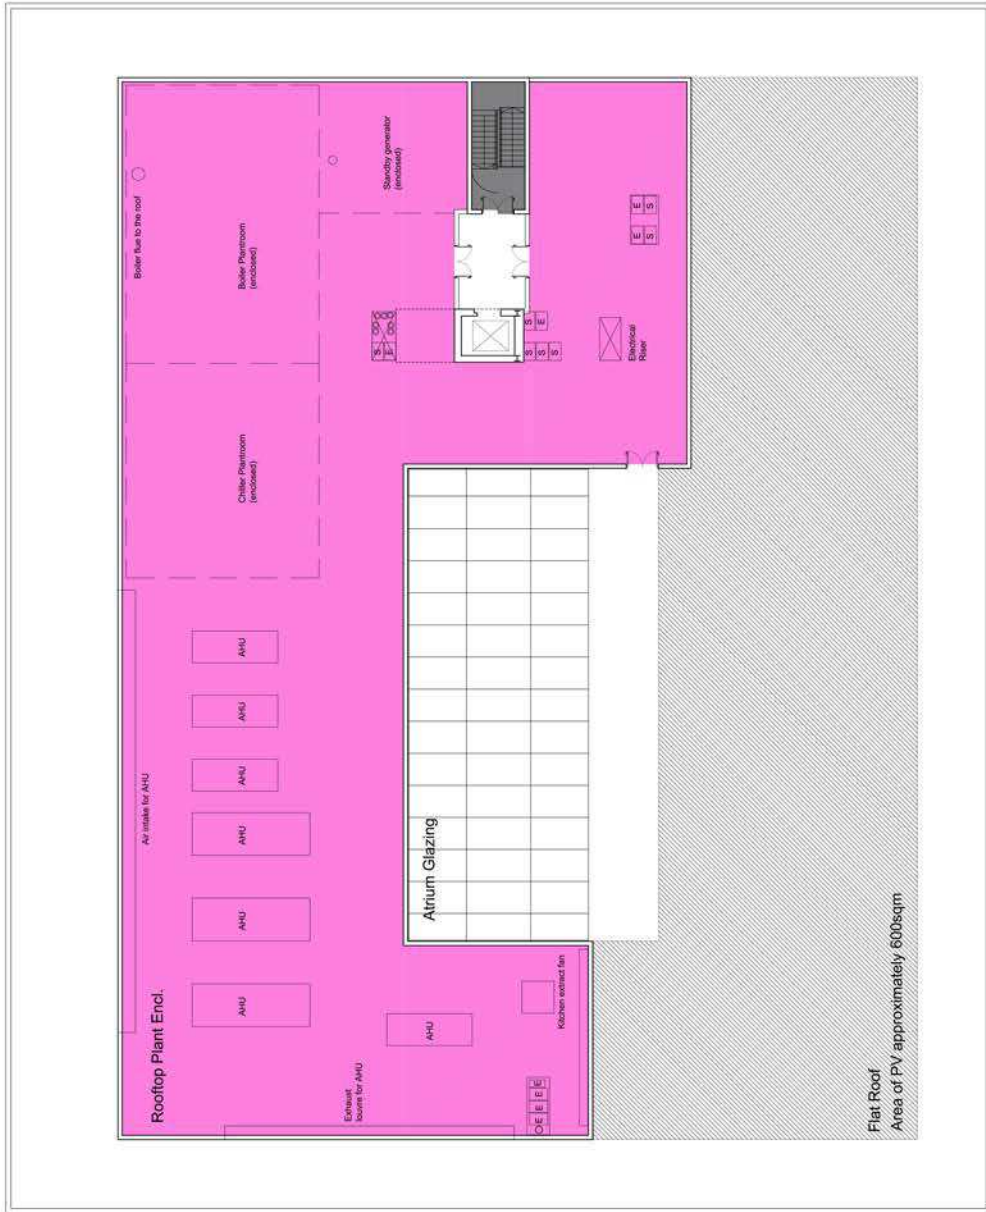 Boiler flue to the roof
Air intake for AHU
Rooftop Plant Encl.
AHU
AHU
AHU
AHU
AHU
AHU
Chiller Plantroom
(enclosed)
Boiler Plantroom
(enclosed)
Exhaust
louvre for AHU
Standby generator
(enclosed)
S
E
AHU
Atrium Glazing
E E E E
S S
S E
S
Kitchen extract fan
Electrical
Riser
E E
S S
Flat Roof
Area of PV approximately 600sqm